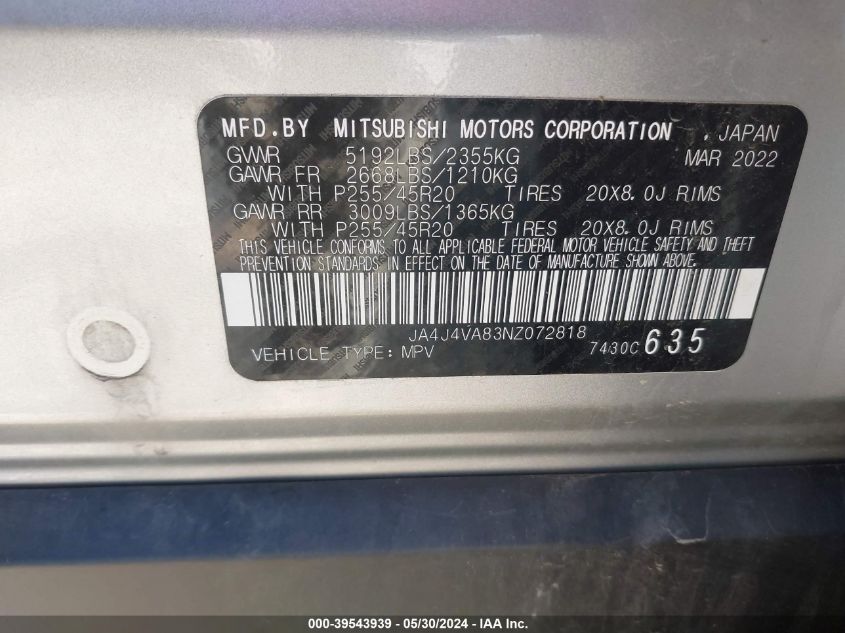 MFD.BY MITSUBISHI MOTORS CORPORATION , JAPAN
GVWR 5192LBS/2355KG MAR 2022
GAWR FR 2668LBS/1210KG
WITH P255/45R20 TIRES 20X8.0J RIMS
GAWR RR 3009LBS/1365KG
WITH P255/45R20 TIRES 20X8.0J RIMS
THIS VEHICLE CONFORMS TO ALL APPLICABLE FEDERAL MOTOR VEHICLE SAFETY AND THEFT
PREVENTION STANDARDS IN EFFECT ON THE DATE OF MANUFACTURE SHOWN ABOVE.
JA4J4VA83NZ072818
VEHICLE TYPE: MPV 7430C 635
000-39543939 - 05/30/2024 - IAA Inc.